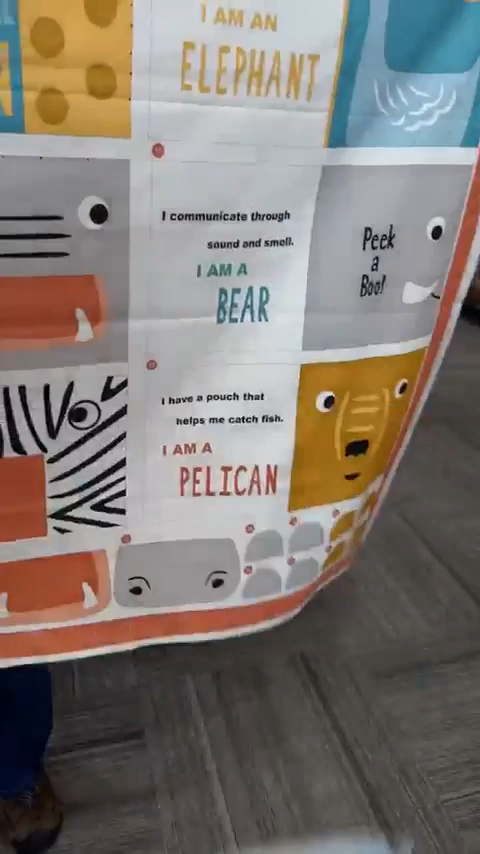 I AM AN
ELEPHANT
I communicate through
sound and smell.
I AM A
BEAR
Peek
a
Boo!
I have a pouch that
helps me catch fish.
I AM A
PELICAN